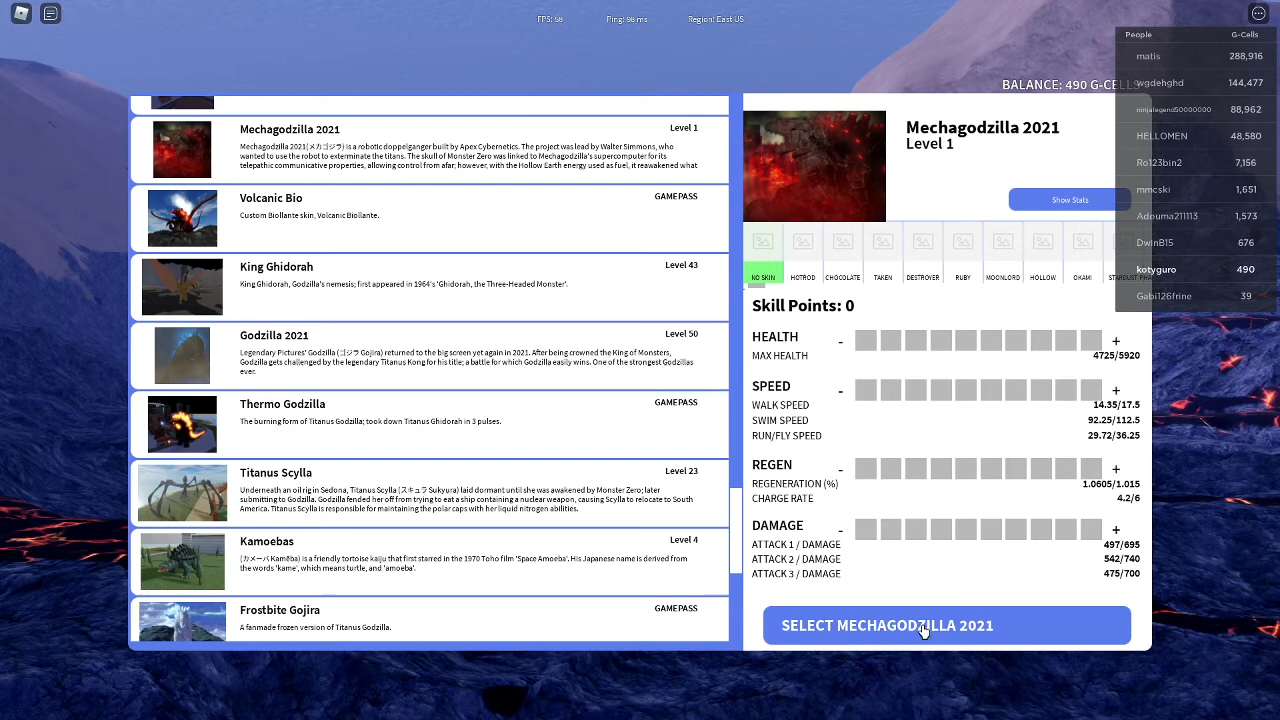 FPS: 58
Ping: 98 ms
Region: East US
People G-Cells
matis 288,916
wgdehghd 144,477
ninjalegend50000000 88,962
HELLOMEN 48,580
Ro123bin2 7,156
mmcski 1,651
Adouma211113 1,573
DwInB15 676
kotyguro 490
Gabi126frine 39
BALANCE: 490 G-CELLS
Mechagodzilla 2021
Level 1
Mechagodzilla 2021(メカゴジラ) is a robotic doppelganger built by Apex Cybernetics. The project was lead by Walter Simmons, who
wanted to use the robot to exterminate the titans. The skull of Monster Zero was linked to Mechagodzilla's supercomputer for its
telepathic communicative properties, allowing control from afar; however, with the Hollow Earth energy used as fuel, it reawakened what
Volcanic Bio
GAMEPASS
Custom Biollante skin, Volcanic Biollante.
King Ghidorah
Level 43
King Ghidorah, Godzilla's nemesis; first appeared in 1964's 'Ghidorah, the Three-Headed Monster'.
Godzilla 2021
Level 50
Legendary Pictures' Godzilla (ゴジラ Gojira) returned to the big screen yet again in 2021. After being crowned the King of Monsters,
Godzilla gets challenged by the legendary Titanus Kong for his title; a battle for which Godzilla easily wins. One of the strongest Godzillas
ever.
Thermo Godzilla
GAMEPASS
The burning form of Titanus Godzilla; took down Titanus Ghidorah in 3 pulses.
Titanus Scylla
Level 23
Underneath an oil rig in Sedona, Titanus Scylla (スキュラ Sukyura) laid dormant until she was awakened by Monster Zero; later
submitting to Godzilla. Godzilla fended her off from trying to eat a ship containing a nuclear weapon, causing Scylla to relocate to South
America. Titanus Scylla is responsible for maintaining the polar caps with her liquid nitrogen abilities.
Kamoebas
Level 4
(カメーバ Kamēba) is a friendly tortoise kaiju that first starred in the 1970 Toho film 'Space Amoeba'. His Japanese name is derived from
the words 'kame', which means turtle, and 'amoeba'.
Frostbite Gojira
GAMEPASS
A fanmade frozen version of Titanus Godzilla.
Mechagodzilla 2021
Level 1
Show Stats
NO SKIN HOTROD CHOCOLATE TAKEN DESTROYER RUBY MOONLORD HOLLOW OKAMI STARDUST
Skill Points: 0
HEALTH - +
MAX HEALTH 4725/5920
SPEED - +
WALK SPEED 14.35/17.5
SWIM SPEED 92.25/112.5
RUN/FLY SPEED 29.72/36.25
REGEN - +
REGENERATION (%) 1.0605/1.015
CHARGE RATE 4.2/6
DAMAGE - +
ATTACK 1 / DAMAGE 497/695
ATTACK 2 / DAMAGE 542/740
ATTACK 3 / DAMAGE 475/700
SELECT MECHAGODZILLA 2021